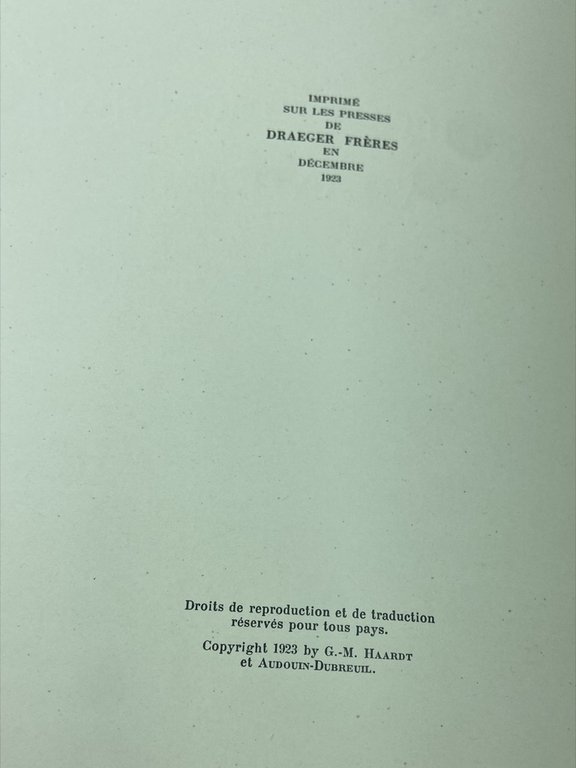 IMPRIMÉ
SUR LES PRESSES
DE
DRAEGER FRÈRES
EN
DÉCEMBRE
1923
Droits de reproduction et de traduction
réservés pour tous pays.
Copyright 1923 by G.-M. HAARDT
et AUDOUIN-DUBREUIL.